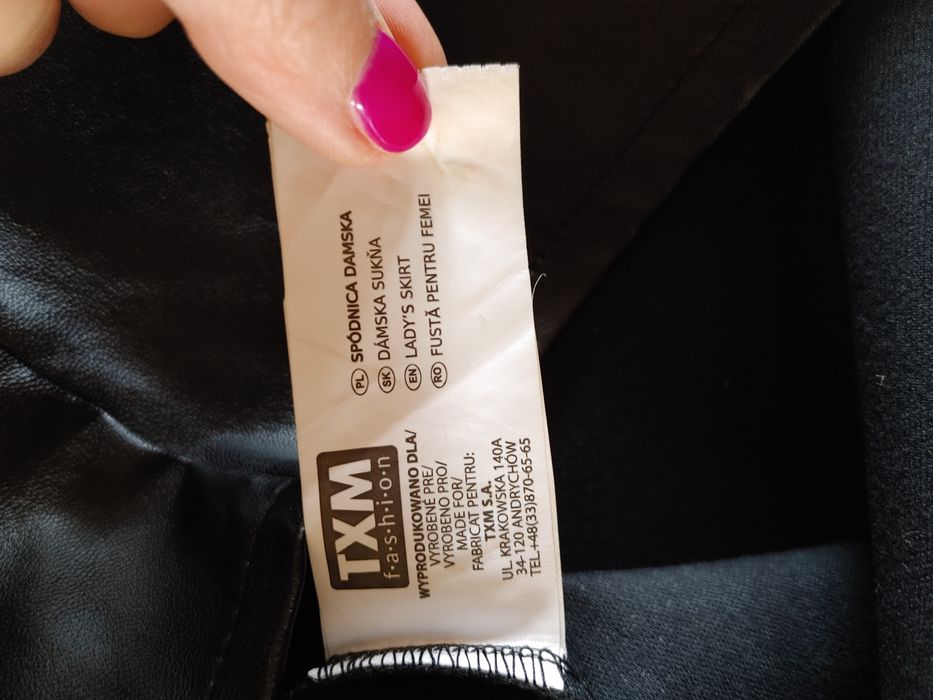 TXM
f·a·s·h·i·o·n
WYPRODUKOWANO DLA/
VYROBENÉ PRE/
VYROBENO PRO/
MADE FOR/
FABRICAT PENTRU:
TXM S.A.
UL. KRAKOWSKA 140A
34-120 ANDRYCHÓW
TEL.+48(33)870-65-65
PL SPÓDNICA DAMSKA
SK DÁMSKA SUKŇA
EN LADY'S SKIRT
RO FUSTĂ PENTRU FEMEI